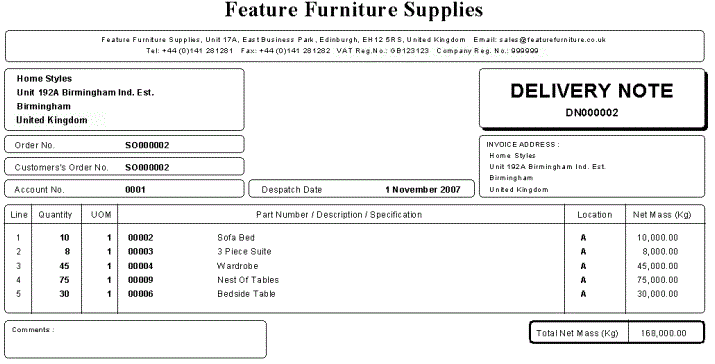 Feature Furniture Supplies
Feature Furniture Supplies, Unit 17A, East Business Park, Edinburgh, EH12 5RS, United Kingdom Email: sales@featurefurniture.co.uk
Tel: +44 (0)141 281281 Fax: +44 (0)141 281282 VAT Reg.No.: GB123123 Company Reg. No.: 999999
Home Styles
Unit 192A Birmingham Ind. Est.
Birmingham
United Kingdom
DELIVERY NOTE
DN000002
Order No. SO000002
Customers's Order No. SO000002
Account No. 0001
Despatch Date 1 November 2007
INVOICE ADDRESS :
Home Styles
Unit 192A Birmingham Ind. Est.
Birmingham
United Kingdom
Line Quantity UOM Part Number / Description / Specification Location Net Mass (Kg)
1 10 1 00002 Sofa Bed A 10,000.00
2 8 1 00003 3 Piece Suite A 8,000.00
3 45 1 00004 Wardrobe A 45,000.00
4 75 1 00009 Nest Of Tables A 75,000.00
5 30 1 00006 Bedside Table A 30,000.00
Comments :
Total Net Mass (Kg) 168,000.00